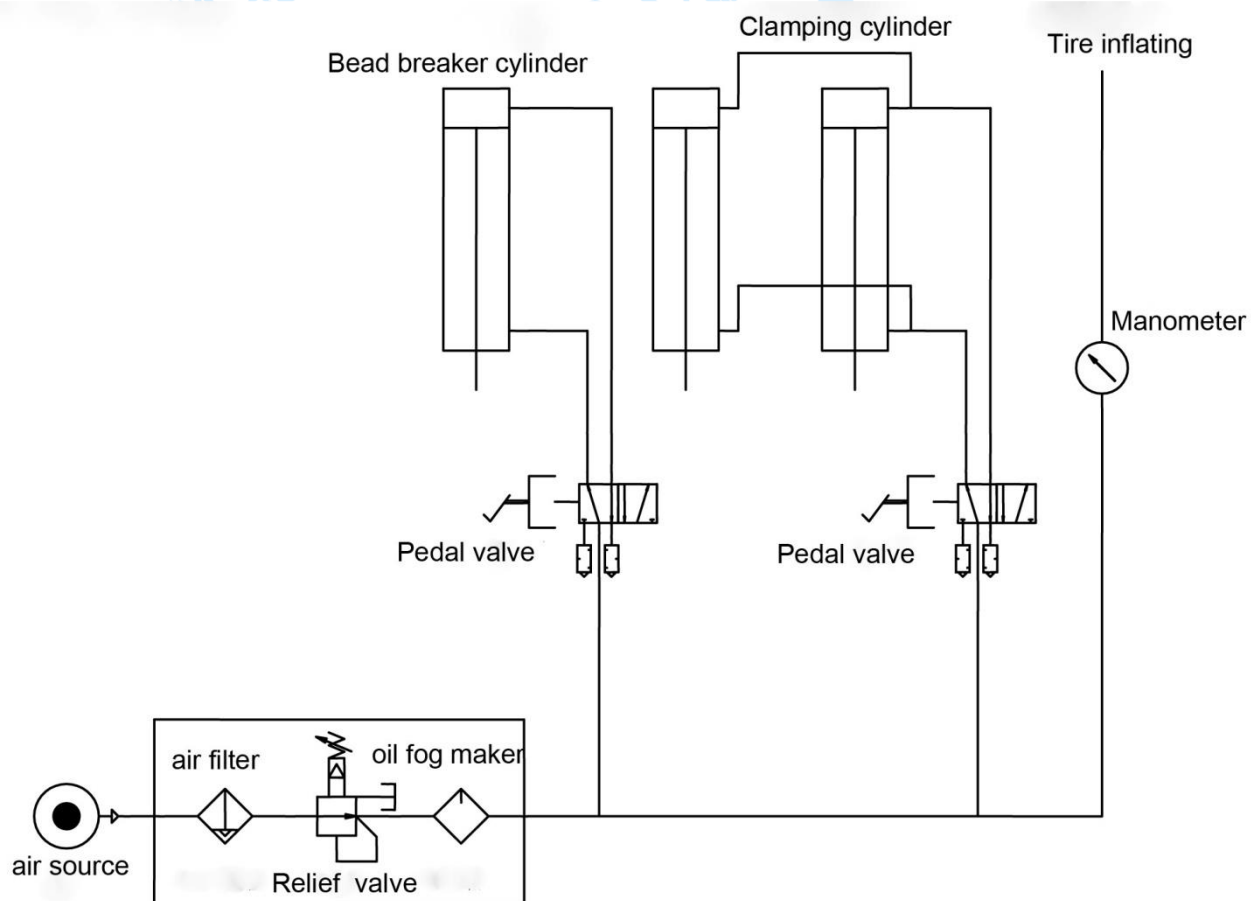 Clamping cylinder
Tire inflating
Bead breaker cylinder
Manometer
Pedal valve
Pedal valve
air filter
oil fog maker
air source
Relief valve